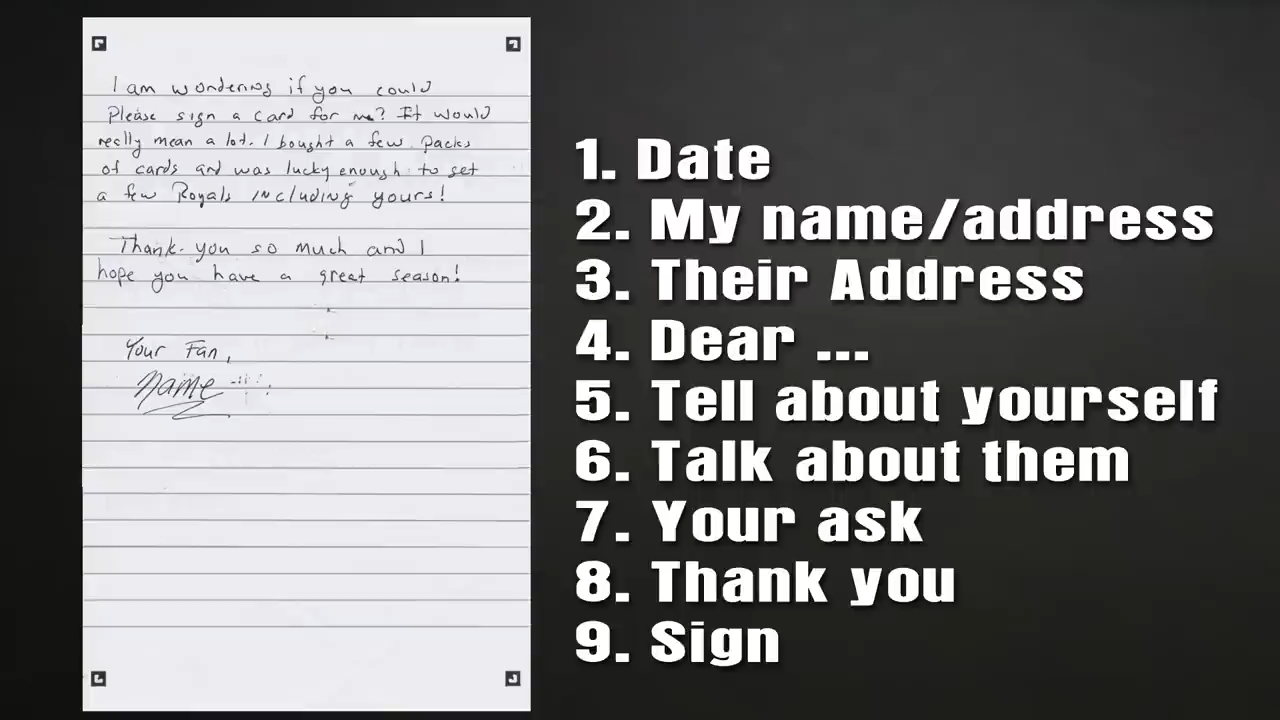 I am wondering if you could
Please sign a card for me? It would
really mean a lot. I bought a few packs
of cards and was lucky enough to get
a few Royals including yours!
Thank you so much and I
hope you have a great season!
Your Fan,
Name
1. Date
2. My name/address
3. Their Address
4. Dear ...
5. Tell about yourself
6. Talk about them
7. Your ask
8. Thank you
9. Sign